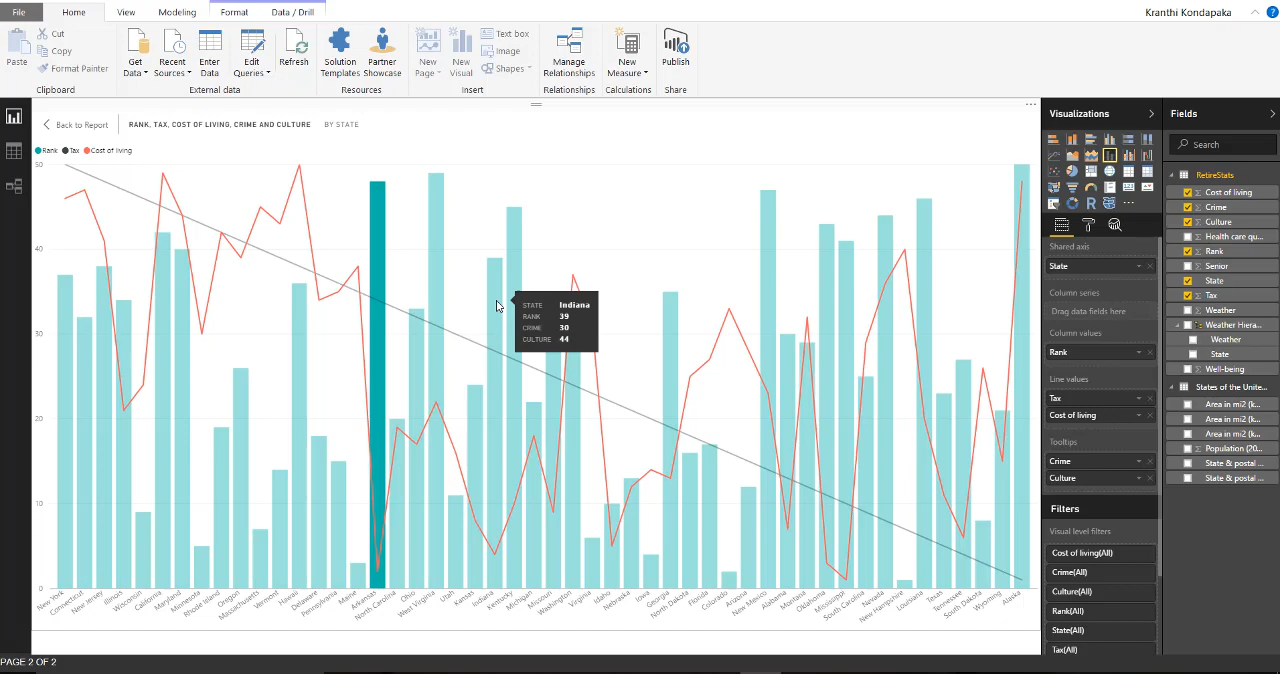 File Home View Modeling Format Data / Drill Kranthi Kondapaka ?
Paste
Cut
Copy
Format Painter
Get Data
Recent Sources
Enter Data
Edit Queries
Refresh
Solution Templates
Partner Showcase
New Page
New Visual
Text box
Image
Shapes
Manage Relationships
New Measure
Publish
Clipboard External data Resources Insert Relationships Calculations Share
Back to Report RANK, TAX, COST OF LIVING, CRIME AND CULTURE BY STATE
Rank Tax Cost of living
50
40
30
20
10
0
STATE Indiana
RANK 39
CRIME 30
CULTURE 44
New York
Connecticut
New Jersey
Illinois
Wisconsin
California
Maryland
Minnesota
Rhode Island
Oregon
Massachusetts
Vermont
Hawaii
Delaware
Pennsylvania
Arkansas
North Carolina
Ohio
West Virginia
Utah
Kansas
Indiana
Kentucky
Michigan
Missouri
Washington
Virginia
Idaho
Nebraska
Iowa
Georgia
North Dakota
Florida
Colorado
Arizona
New Mexico
Alabama
Montana
Oklahoma
Mississippi
South Carolina
Nevada
New Hampshire
Louisiana
Texas
Tennessee
South Dakota
Wyoming
Alaska
Visualizations
R
Shared axis
State
Column series
Drag data fields here
Column values
Rank
Line values
Tax
Cost of living
Tooltips
Crime
Culture
Filters
Visual level filters
Cost of living(All)
Crime(All)
Culture(All)
Rank(All)
State(All)
Tax(All)
Fields
Search
RetireStats
Cost of living
Crime
Culture
Health care qu...
Rank
Senior
State
Tax
Weather
Weather Hiera...
Weather
State
Well-being
States of the Unite...
Area in mi2 (k...
Area in mi2 (k...
Area in mi2 (k...
Population (20...
State & postal ...
State & postal ...
PAGE 2 OF 2